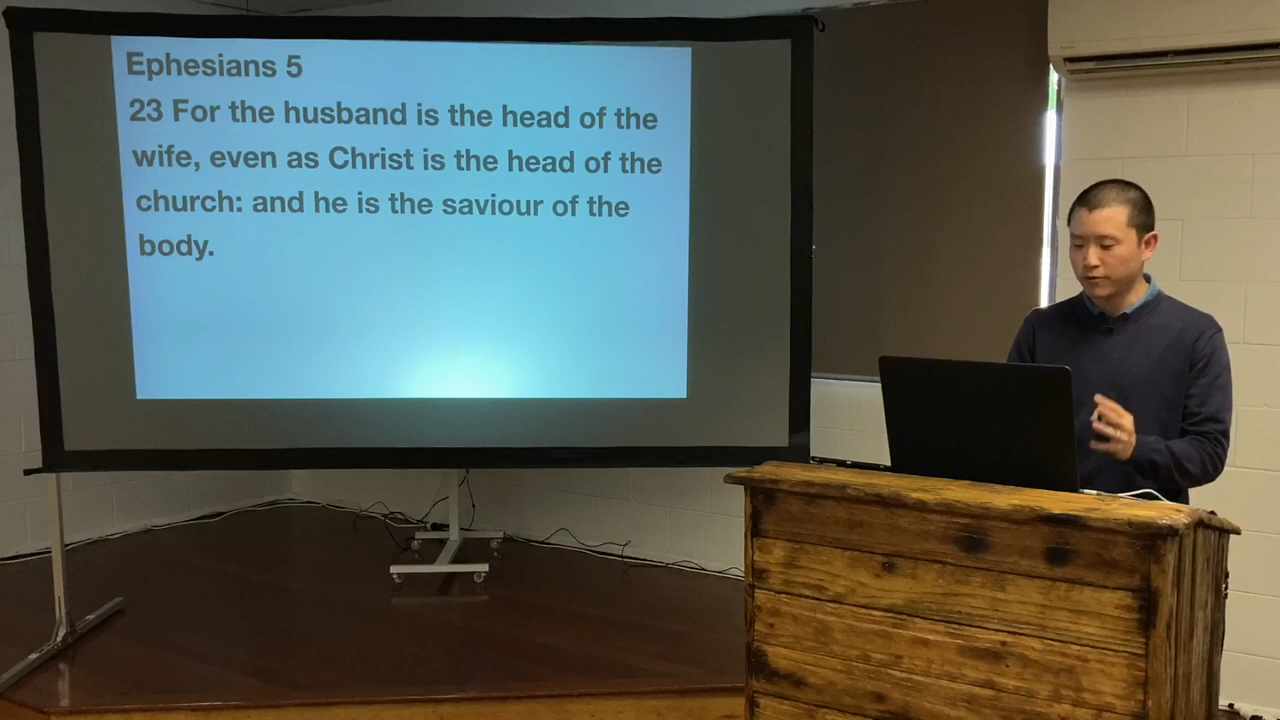 Ephesians 5
23 For the husband is the head of the
wife, even as Christ is the head of the
church: and he is the saviour of the
body.